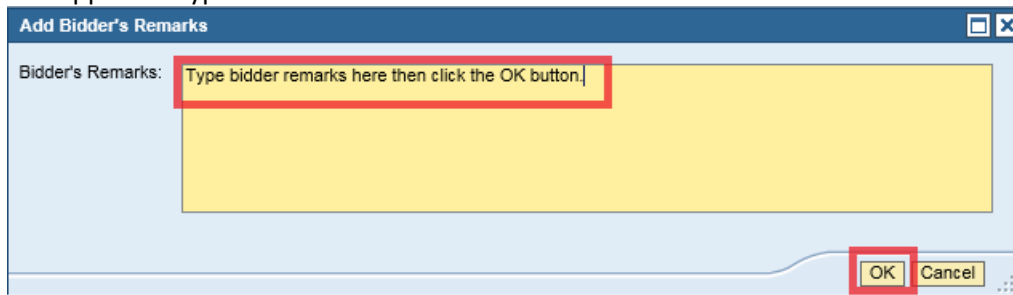 Add Bidder's Remarks
Bidder's Remarks:
Type bidder remarks here then click the OK button.
OK Cancel